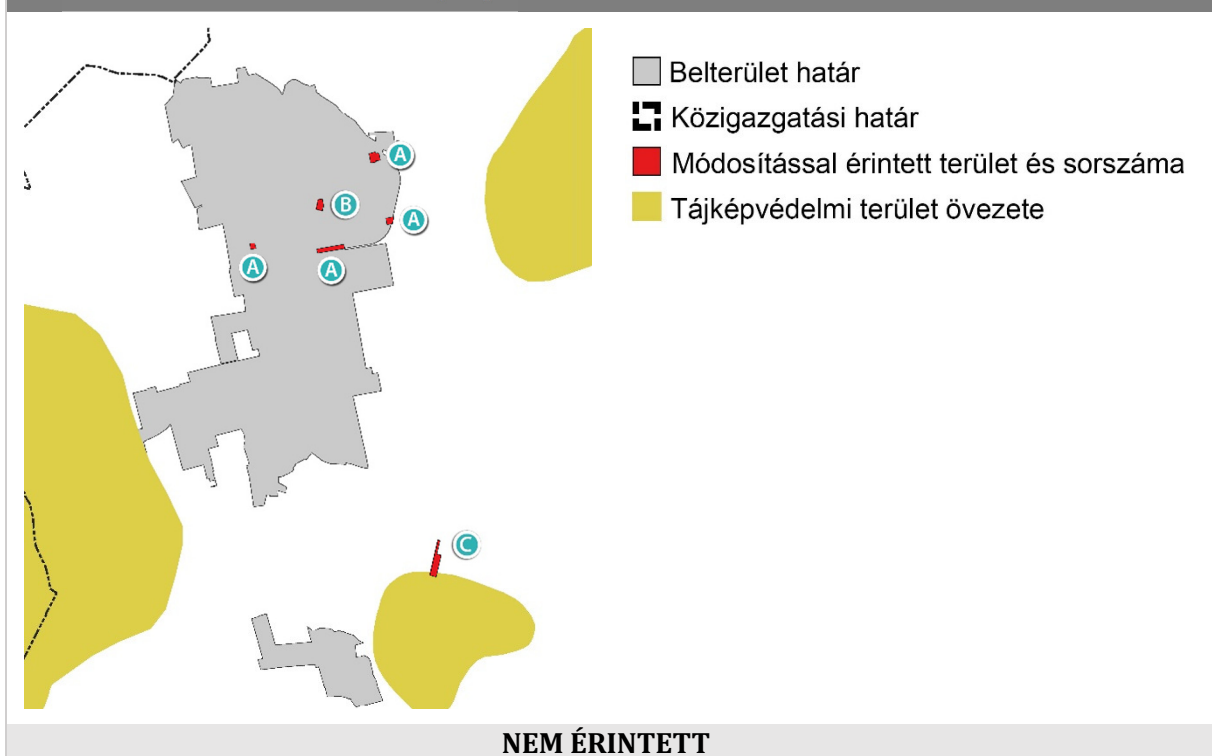 Belterület határ
Közigazgatási határ
Módosítással érintett terület és sorszáma
Tájképvédelmi terület övezete
A
B
A
A
A
C
NEM ÉRINTETT